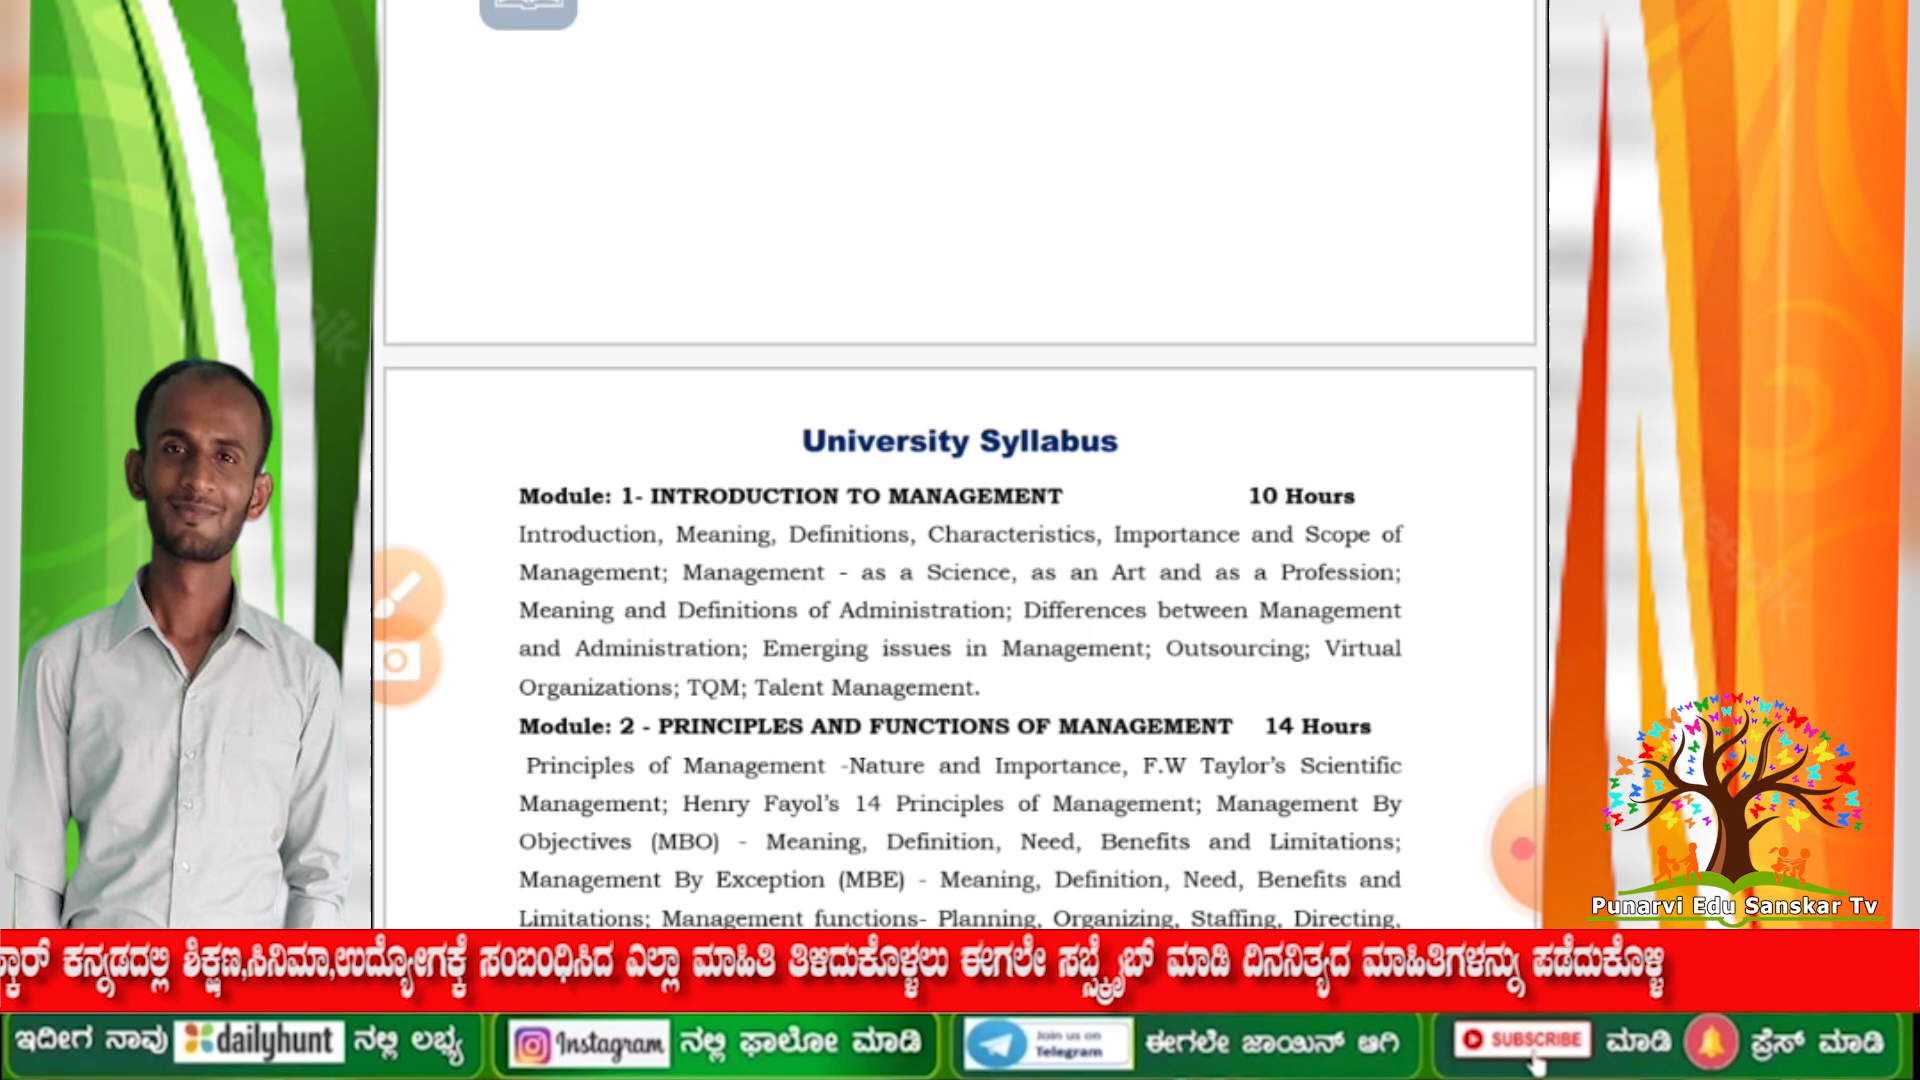 University Syllabus
Module: 1- INTRODUCTION TO MANAGEMENT 10 Hours
Introduction, Meaning, Definitions, Characteristics, Importance and Scope of
Management; Management - as a Science, as an Art and as a Profession;
Meaning and Definitions of Administration; Differences between Management
and Administration; Emerging issues in Management; Outsourcing; Virtual
Organizations; TQM; Talent Management.
Module: 2 - PRINCIPLES AND FUNCTIONS OF MANAGEMENT 14 Hours
Principles of Management -Nature and Importance, F.W Taylor's Scientific
Management; Henry Fayol's 14 Principles of Management; Management By
Objectives (MBO) - Meaning, Definition, Need, Benefits and Limitations;
Management By Exception (MBE) - Meaning, Definition, Need, Benefits and
Limitations; Management functions- Planning, Organizing, Staffing, Directing,
Punarvi Edu Sanskar Tv
ಕನ್ನಡದಲ್ಲಿ ಶಿಕ್ಷಣ,ಸಿನಿಮಾ,ಉದ್ಯೋಗಕ್ಕೆ ಸಂಬಂಧಿಸಿದ ಎಲ್ಲಾ ಮಾಹಿತಿ ತಿಳಿದುಕೊಳ್ಳಲು ಈಗಲೇ ಸಬ್ಸ್ಕ್ರೈಬ್ ಮಾಡಿ ದಿನನಿತ್ಯದ ಮಾಹಿತಿಗಳನ್ನು ಪಡೆದುಕೊಳ್ಳಿ
ಇದೀಗ ನಾವು dailyhunt ನಲ್ಲಿ ಲಭ್ಯ
Instagram ನಲ್ಲಿ ಫಾಲೋ ಮಾಡಿ
Join us on
Telegram
ಈಗಲೇ ಜಾಯಿನ್ ಆಗಿ
SUBSCRIBE ಮಾಡಿ ಪ್ರೆಸ್ ಮಾಡಿ